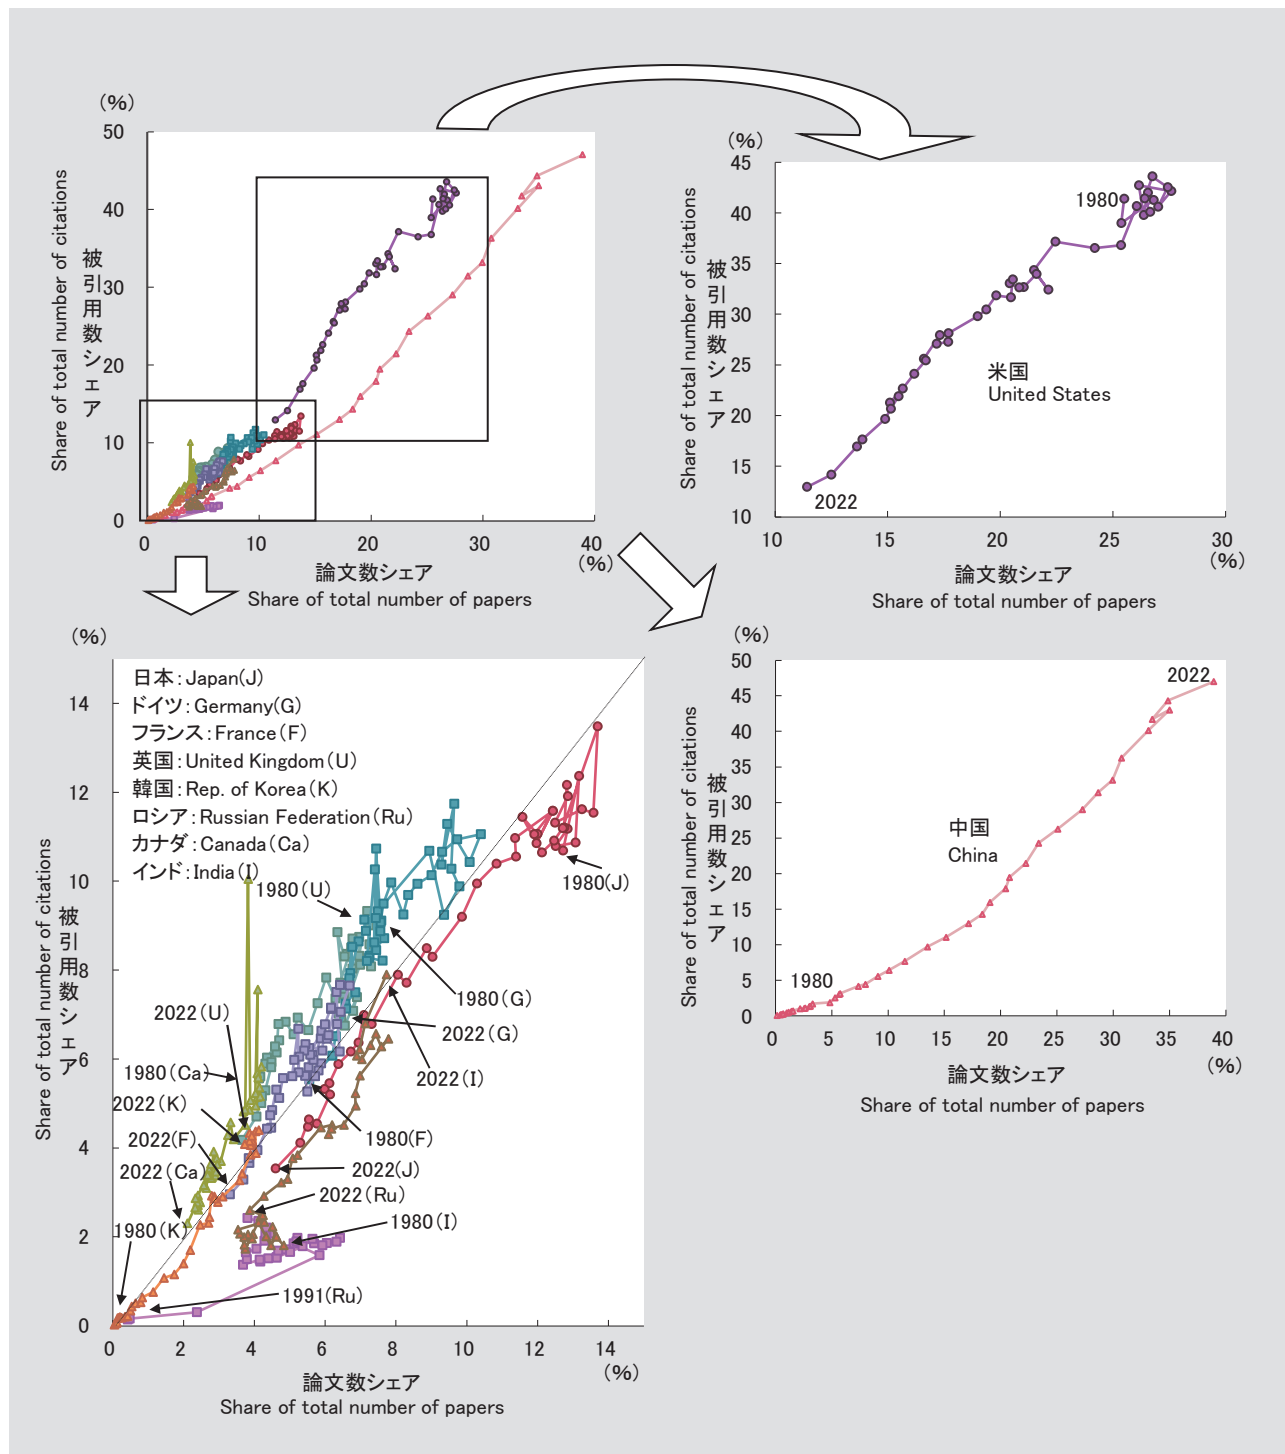 (%)
50
40
30
20
10
0
0
10
20
30
40
(%)
被引用数シェア
Share of total number of citations
論文数シェア
Share of total number of papers
(%)
45
40
35
30
25
20
15
10
10
15
20
25
30
(%)
被引用数シェア
Share of total number of citations
1980
米国
United States
2022
論文数シェア
Share of total number of papers
(%)
14
12
10
8
6
4
2
0
0
2
4
6
8
10
12
14
(%)
被引用数シェア
Share of total number of citations
日本：Japan(J)
ドイツ：Germany(G)
フランス：France(F)
英国：United Kingdom(U)
韓国：Rep. of Korea(K)
ロシア：Russian Federation(Ru)
カナダ：Canada(Ca)
インド：India(I)
1980(U)
1980(J)
1980(G)
2022(U)
2022(G)
1980(Ca)
2022(I)
2022(K)
2022(F)
1980(F)
2022(Ca)
2022(J)
2022(Ru)
1980(K)
1980(I)
1991(Ru)
論文数シェア
Share of total number of papers
(%)
50
45
40
35
30
25
20
15
10
5
0
0
5
10
15
20
25
30
35
40
(%)
被引用数シェア
Share of total number of citations
2022
中国
China
1980
論文数シェア
Share of total number of papers